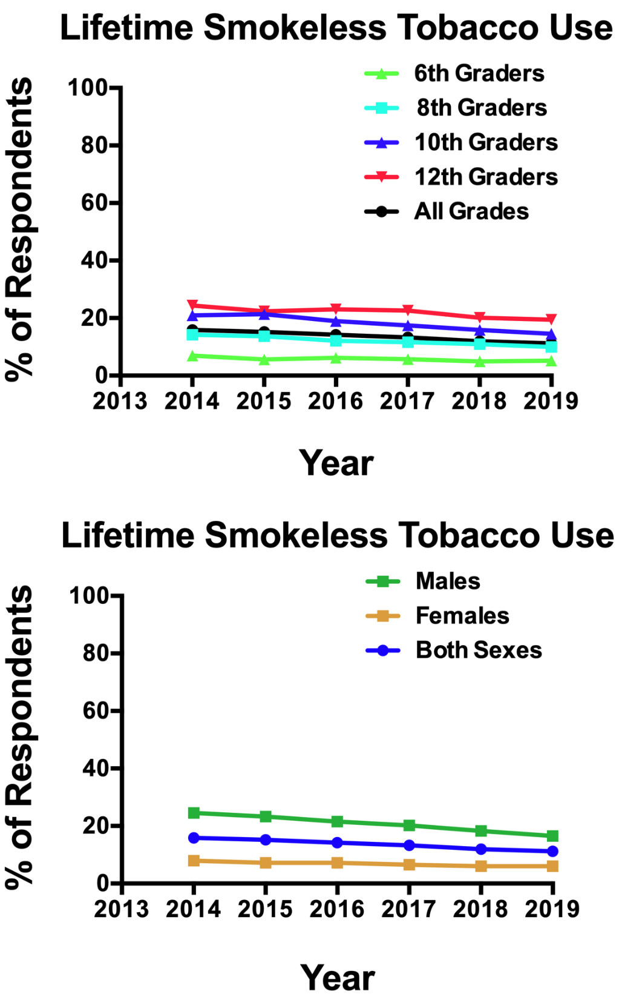 Lifetime Smokeless Tobacco Use
6th Graders
8th Graders
10th Graders
12th Graders
All Grades
% of Respondents
100
80
60
40
20
0
2013 2014 2015 2016 2017 2018 2019
Year
Lifetime Smokeless Tobacco Use
Males
Females
Both Sexes
% of Respondents
100
80
60
40
20
0
2013 2014 2015 2016 2017 2018 2019
Year